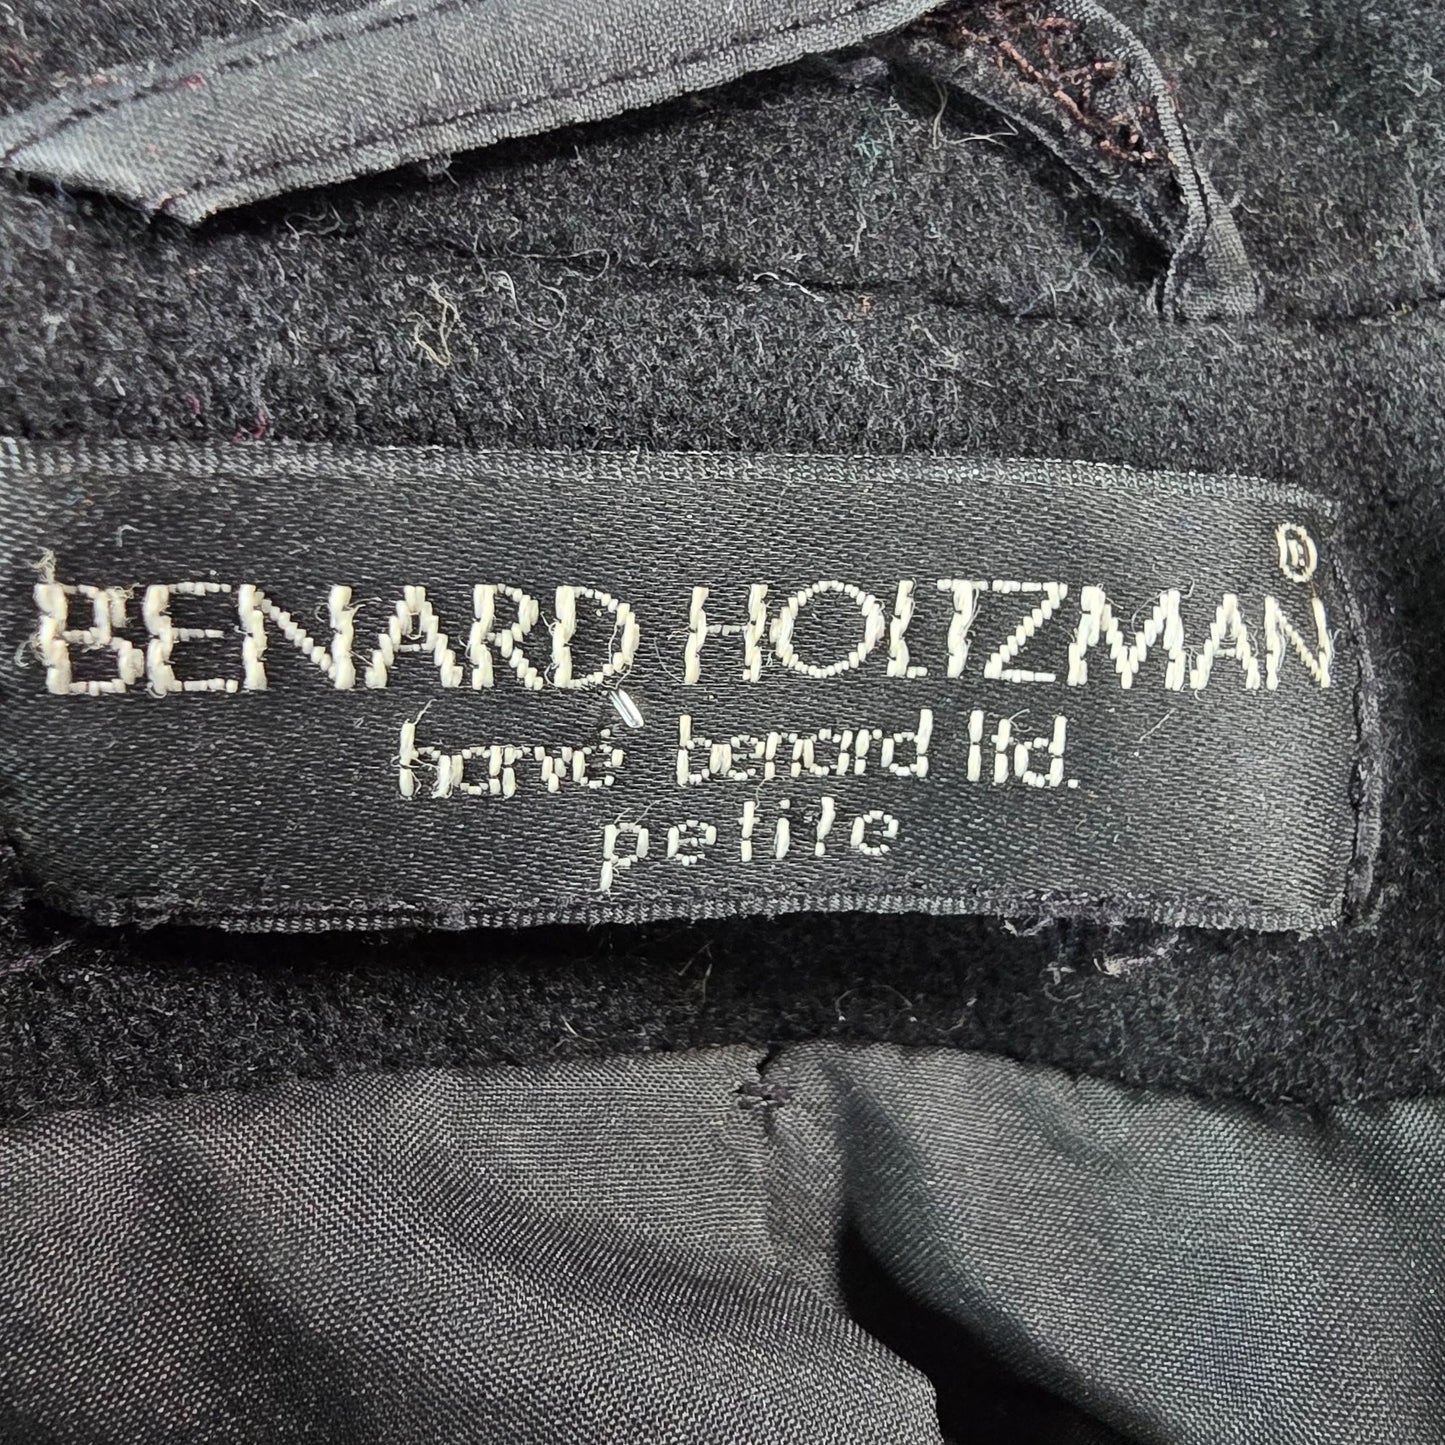 BENARD HOLTZMAN®
harvé benard ltd.
petite